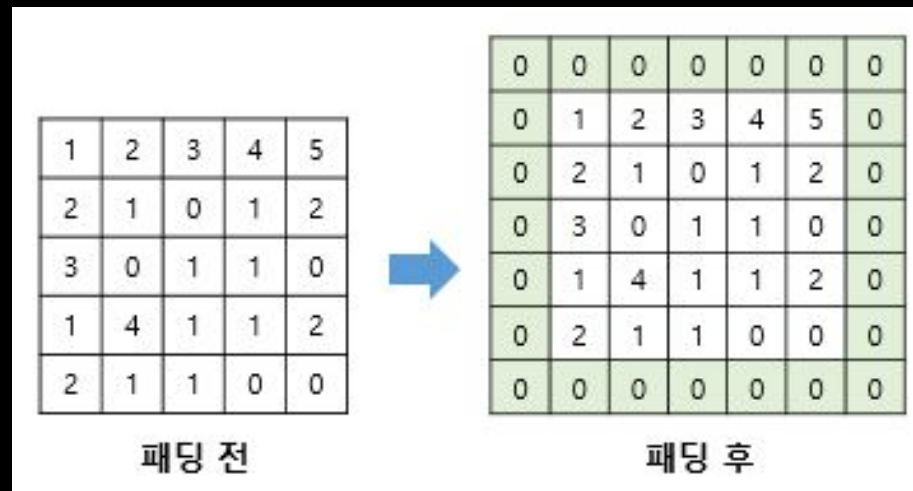 1 2 3 4 5
2 1 0 1 2
3 0 1 1 0
1 4 1 1 2
2 1 1 0 0
패딩 전
0 0 0 0 0 0 0
0 1 2 3 4 5 0
0 2 1 0 1 2 0
0 3 0 1 1 0 0
0 1 4 1 1 2 0
0 2 1 1 0 0 0
0 0 0 0 0 0 0
패딩 후